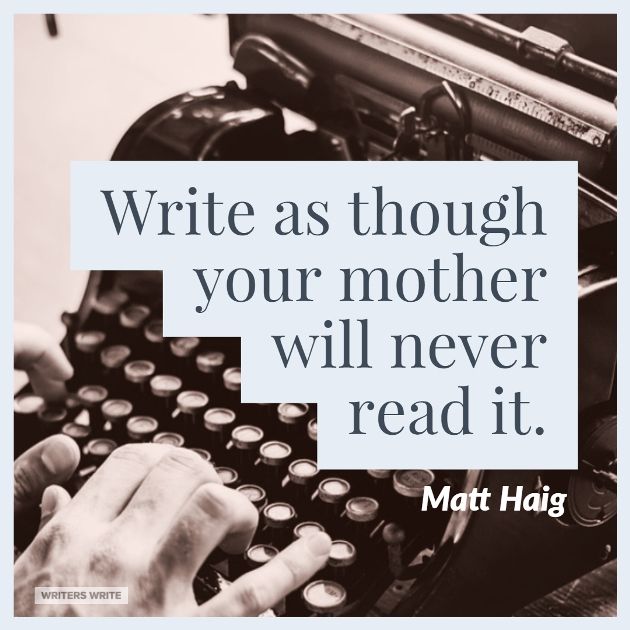 Write as though
your mother
will never
read it.
Matt Haig
WRITERS WRITE